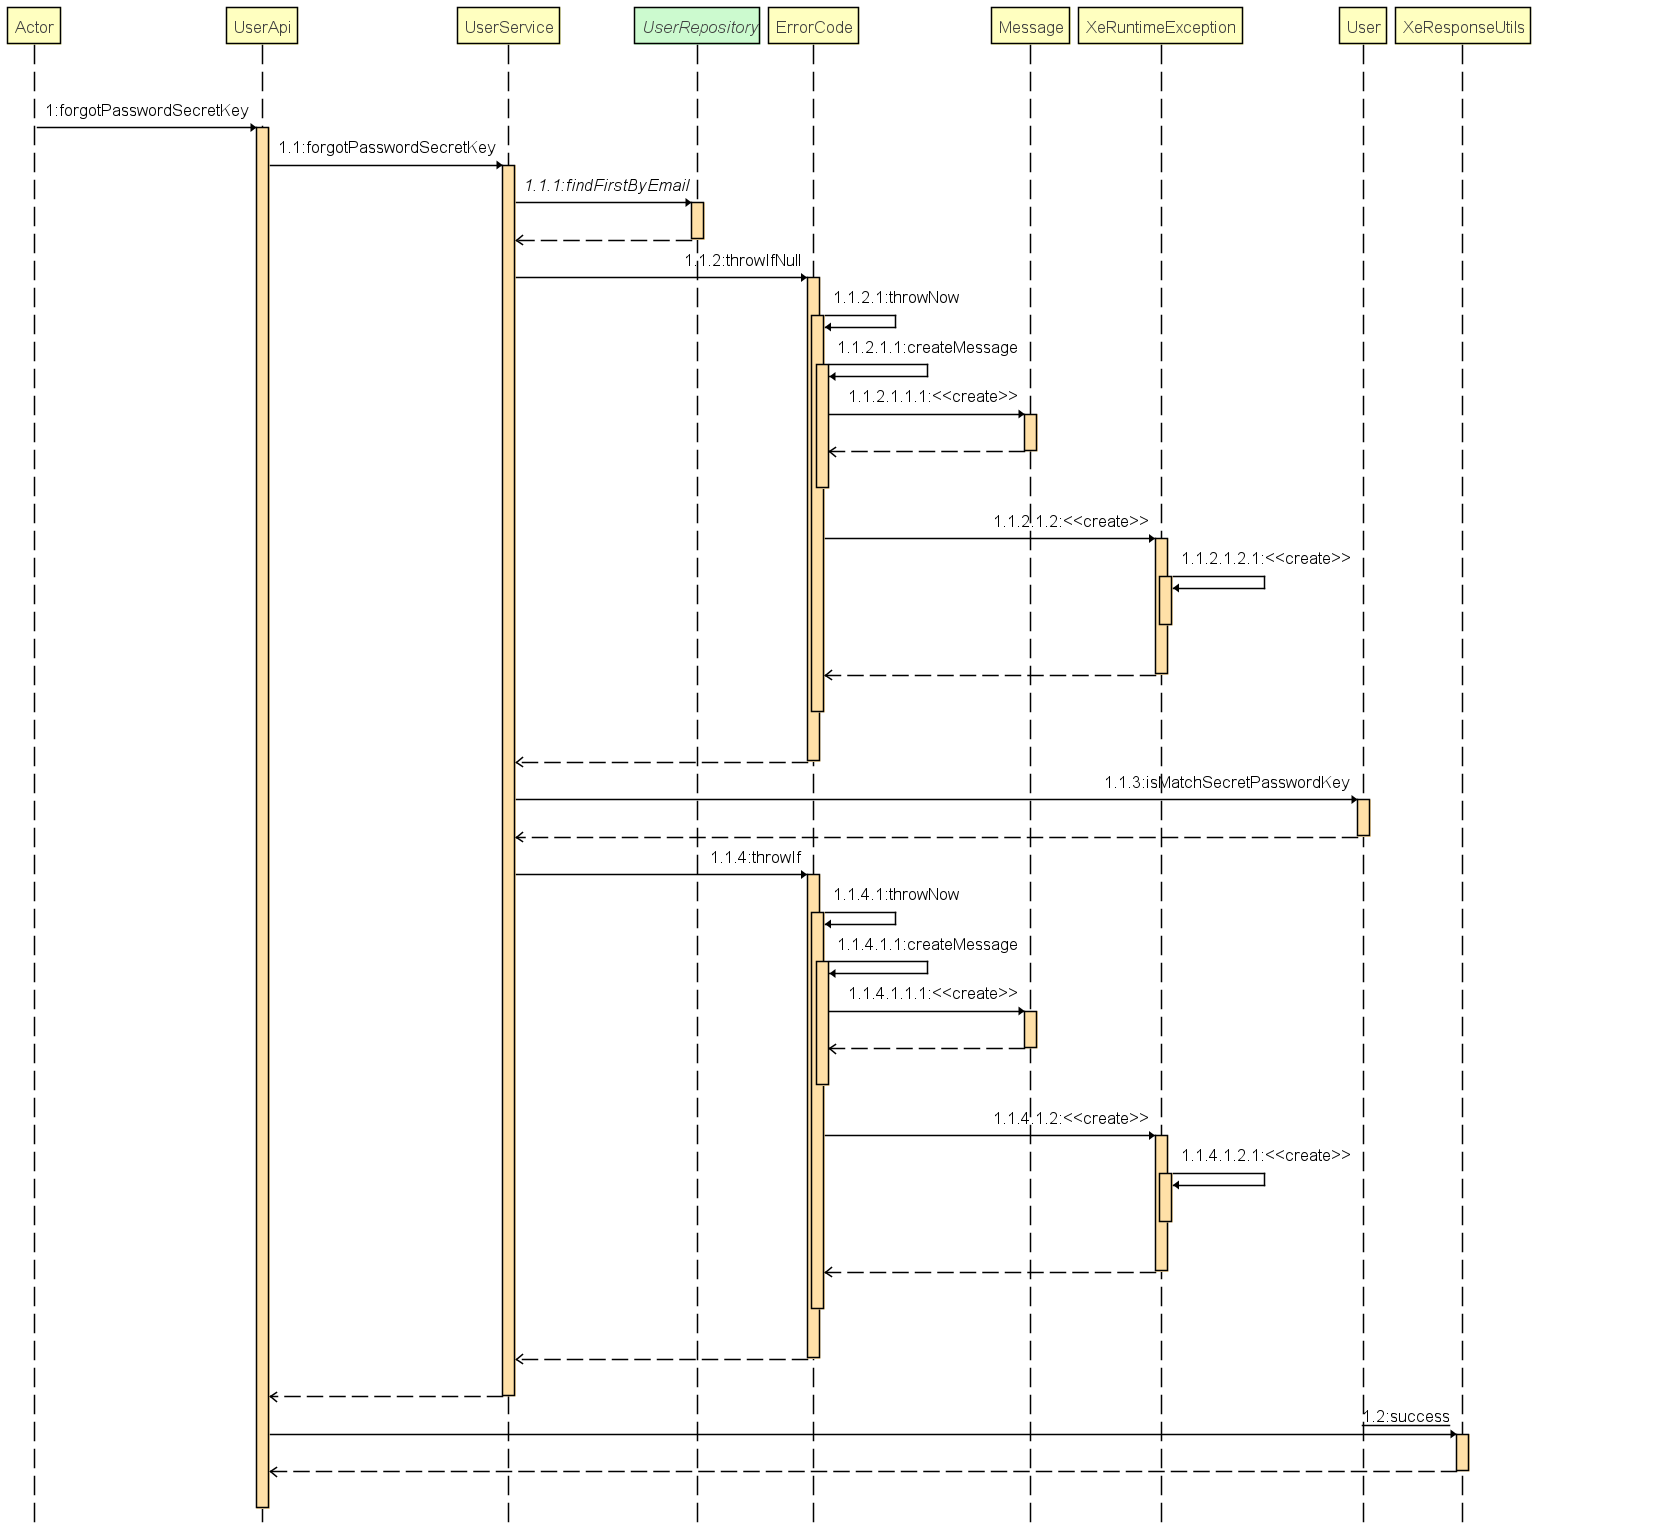 Actor
UserApi
UserService
UserRepository
ErrorCode
Message
XeRuntimeException
User
XeResponseUtils
1:forgotPasswordSecretKey
1.1:forgotPasswordSecretKey
1.1.1:findFirstByEmail
1.1.2:throwIfNull
1.1.2.1:throwNow
1.1.2.1.1:createMessage
1.1.2.1.1.1:<<create>>
1.1.2.1.2:<<create>>
1.1.2.1.2.1:<<create>>
1.1.3:isMatchSecretPasswordKey
1.1.4:throwIf
1.1.4.1:throwNow
1.1.4.1.1:createMessage
1.1.4.1.1.1:<<create>>
1.1.4.1.2:<<create>>
1.1.4.1.2.1:<<create>>
1.2:success